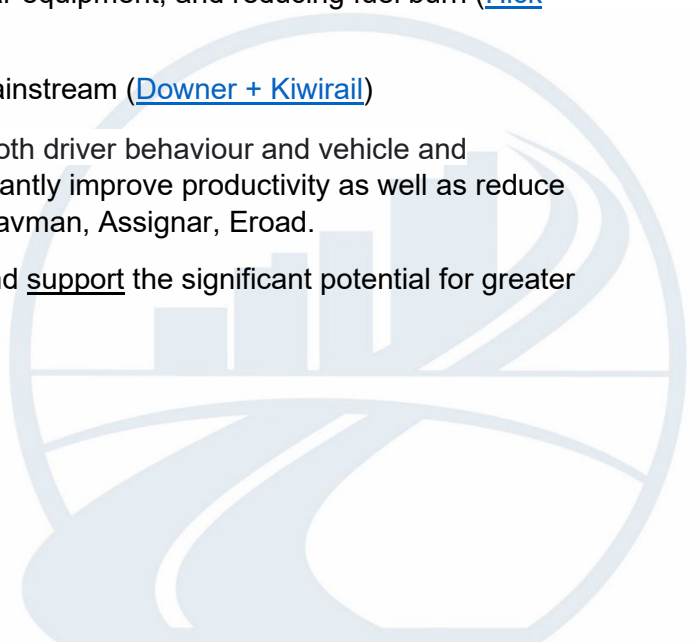 equipment, and reducing fuel burn (
ainstream (Downer + Kiwirail)
oth driver behaviour and vehicle and
antly improve productivity as well as reduce
avman, Assignar, Eroad.
nd support the significant potential for greater